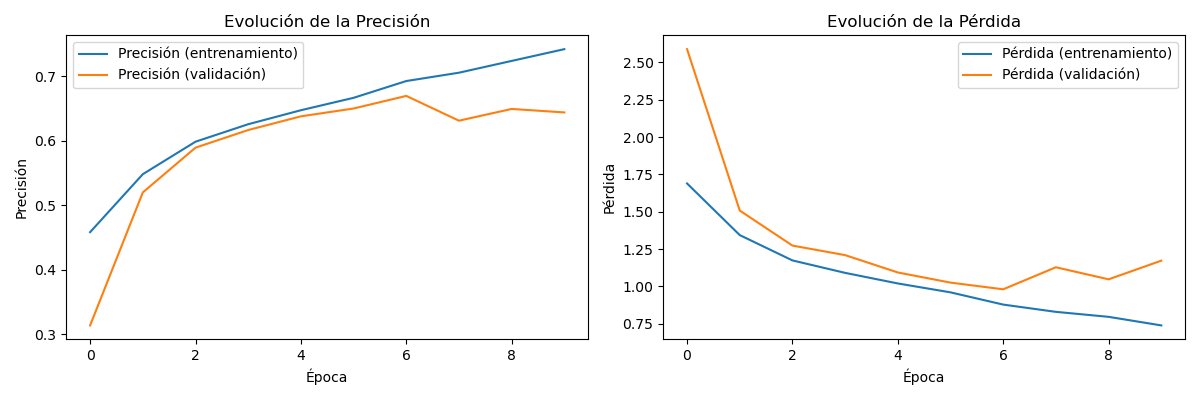 Evolución de la Precisión
Precisión (entrenamiento)
Precisión (validación)
0.7
0.6
0.5
0.4
0.3
Precisión
0 2 4 6 8
Época
Evolución de la Pérdida
Pérdida (entrenamiento)
Pérdida (validación)
2.50
2.25
2.00
1.75
1.50
1.25
1.00
0.75
Pérdida
0 2 4 6 8
Época